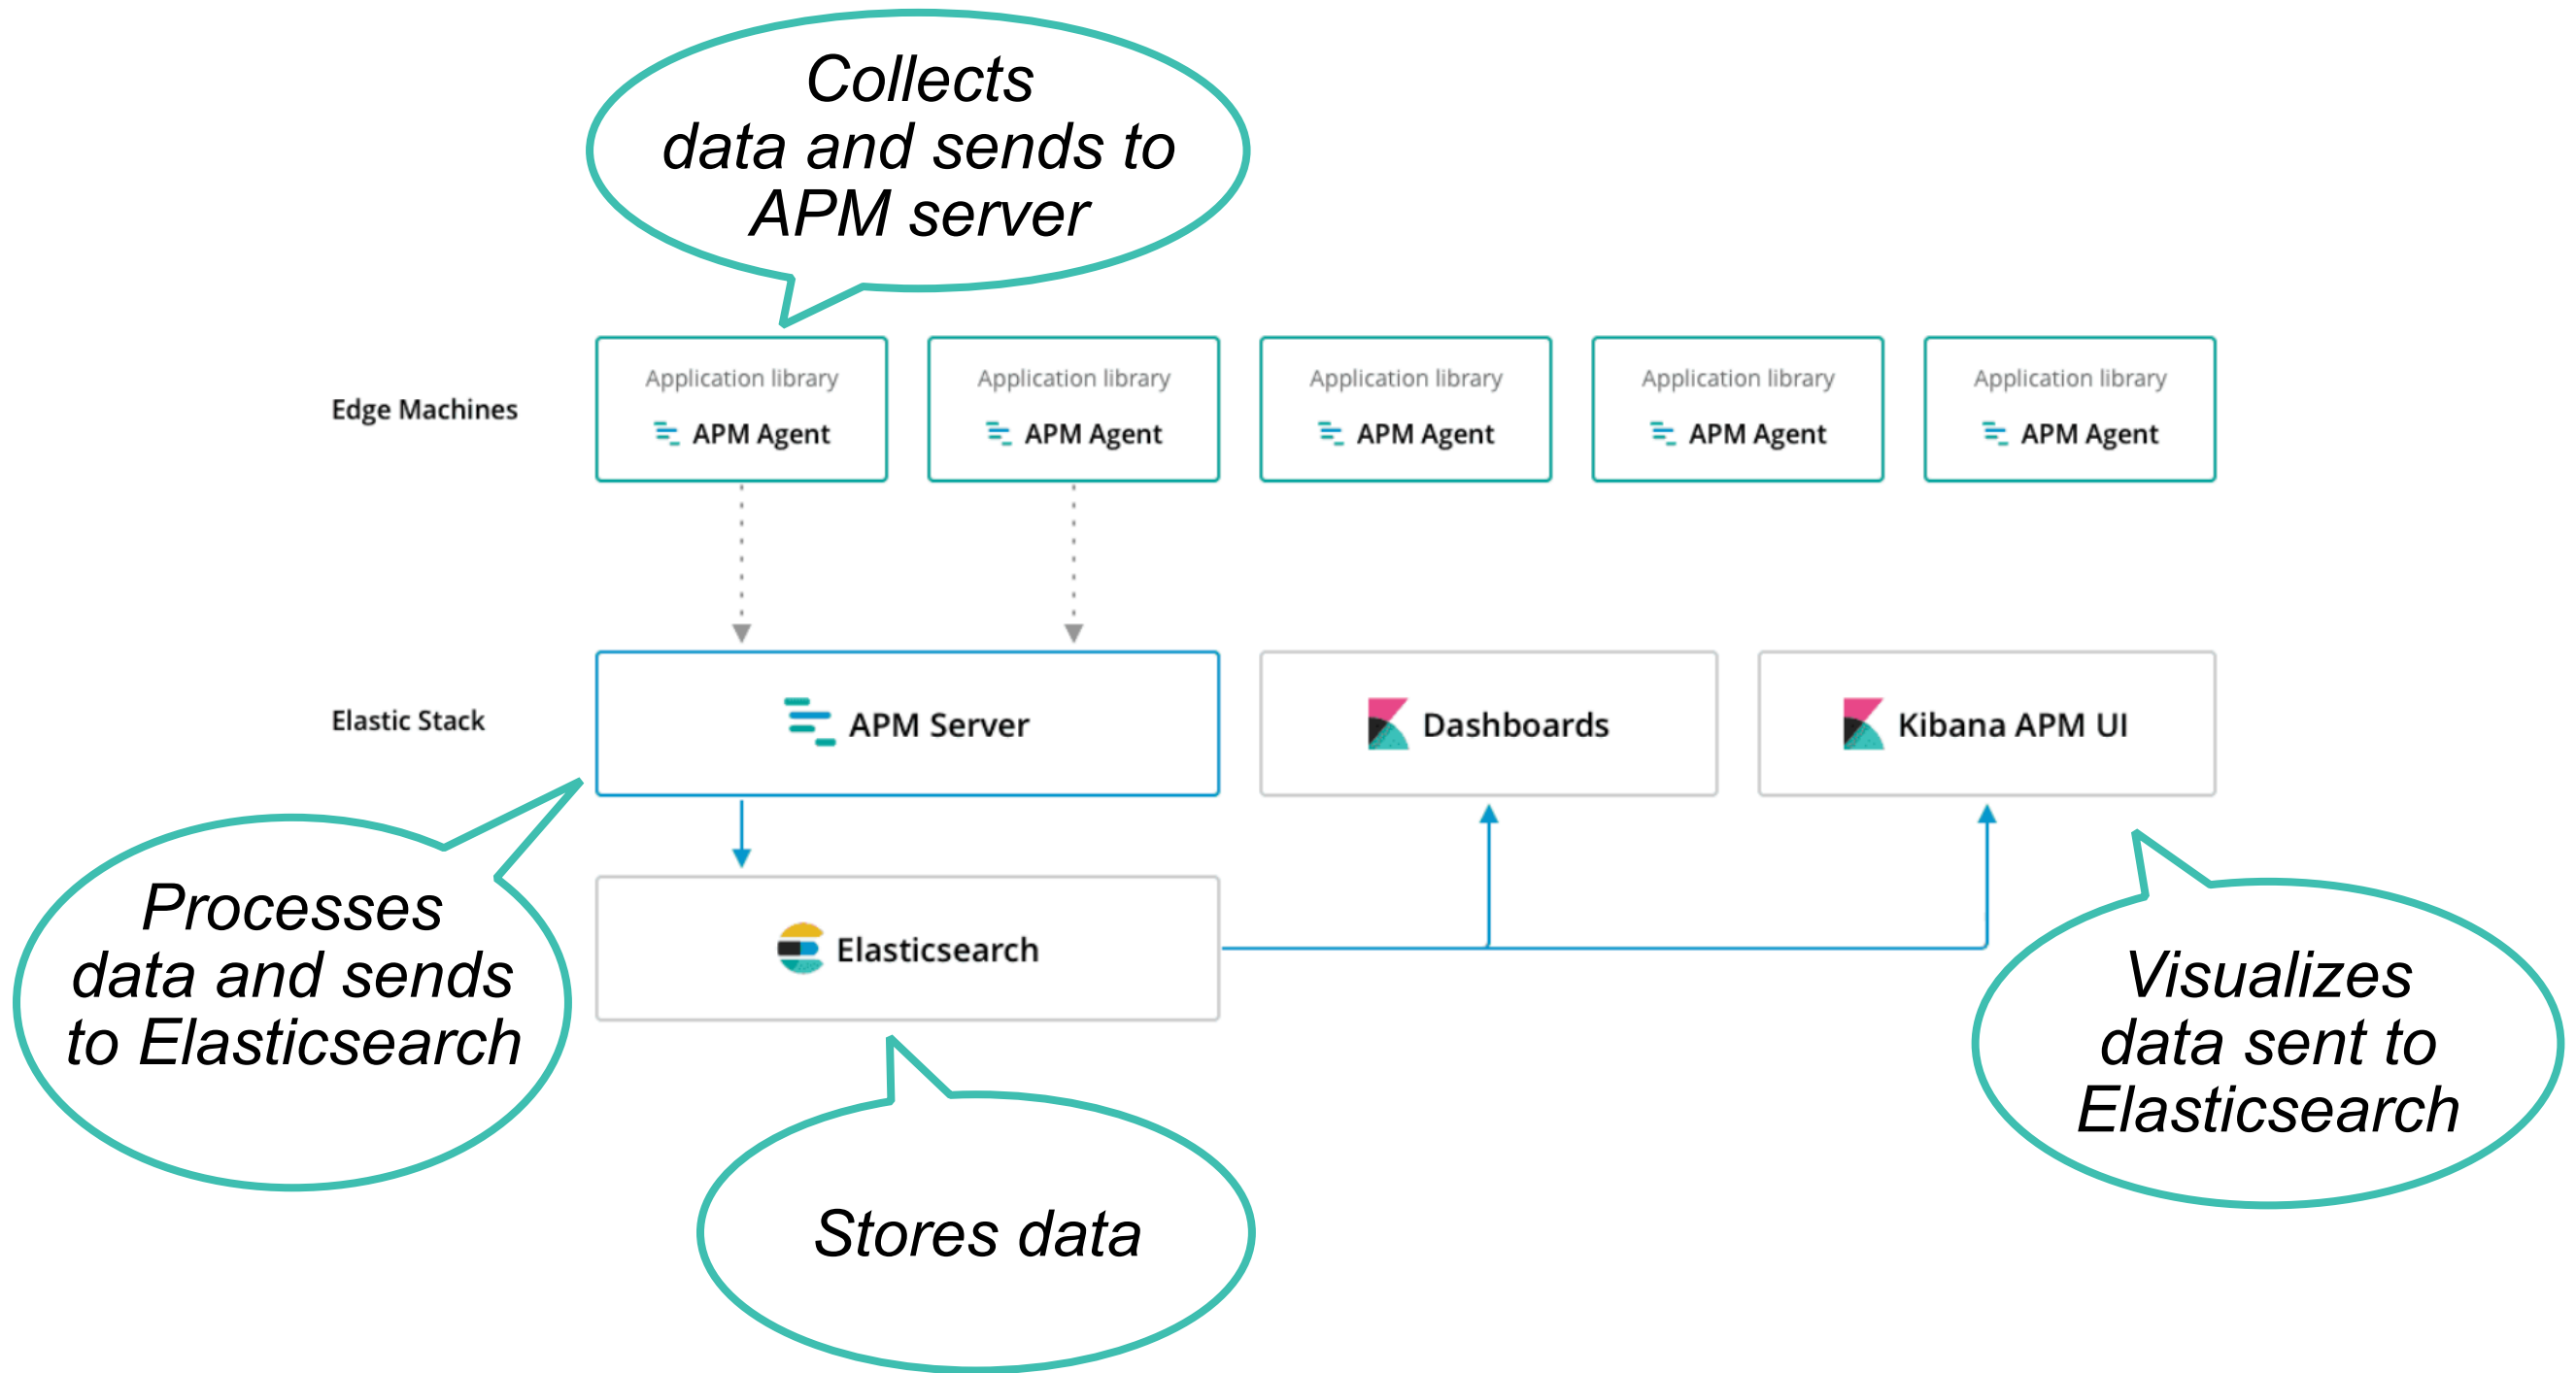 Collects
data and sends to
APM server
Edge Machines
Application library
APM Agent
Application library
APM Agent
Application library
APM Agent
Application library
APM Agent
Application library
APM Agent
Elastic Stack
APM Server
Dashboards
Kibana APM UI
Processes
data and sends
to Elasticsearch
Elasticsearch
Visualizes
data sent to
Elasticsearch
Stores data